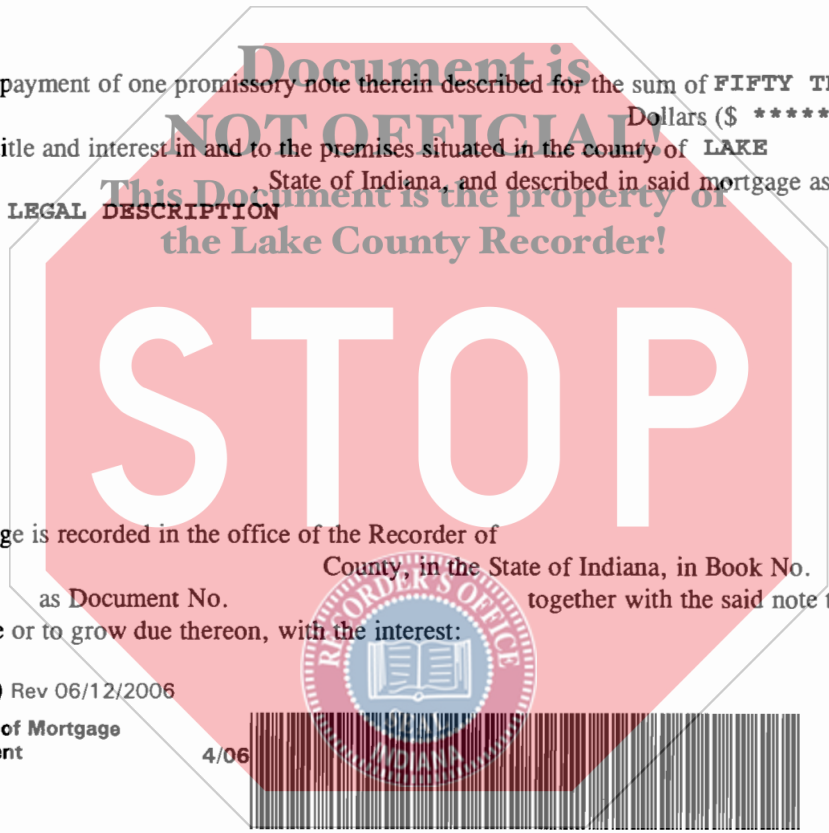 Document is
payment of one promissory note therein described for the sum of FIFTY
Dollars ($ *****
NOT OFFICIAL!
title and interest in and to the premises situated in the county of LAKE
, State of Indiana, and described in said mortgage as
This Document is the property of
LEGAL DESCRIPTION
the Lake County Recorder!
STOP
is recorded in the office of the Recorder of
County, in the State of Indiana, in Book No.
as Document No. together with the said note
or to grow due thereon, with the interest:
RECORDER'S OFFICE
) Rev 06/12/2006
of Mortgage
4/06
INDIANA